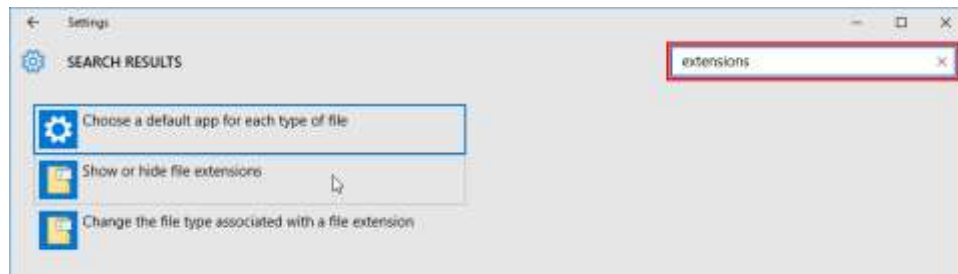 Settings
SEARCH RESULTS
extensions
Choose a default app for each type of file
Show or hide file extensions
Change the file type associated with a file extension